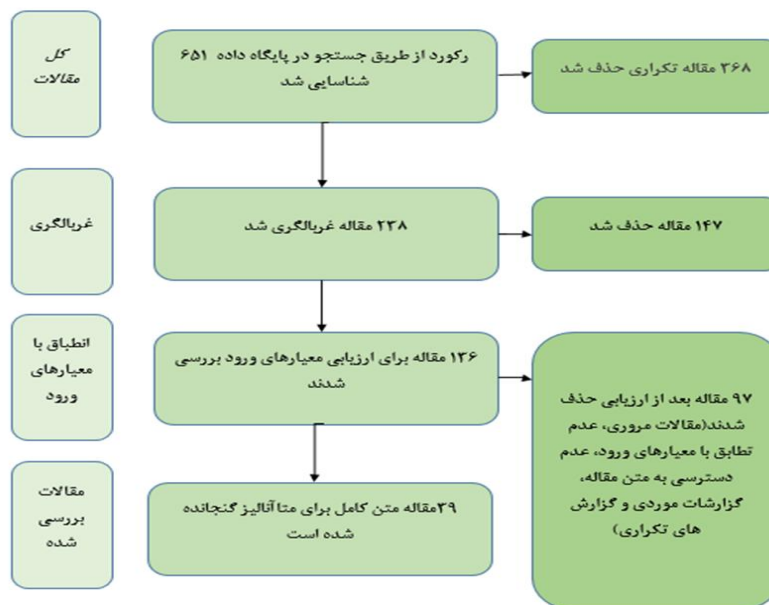 کل
مقالات
رکورد از طریق جستجو در پایگاه داده ۶۵۱
شناسایی شد
۳۶۸ مقاله تکراری حذف شد
غربالگری
۲۳۸ مقاله غربالگری شد
۱۴۷ مقاله حذف شد
انطباق با
معیارهای
ورود
۱۳۶ مقاله برای ارزیابی معیارهای ورود بررسی
شدند
۹۷ مقاله بعد از ارزیابی حذف
شدند(مقالات مروری، عدم
تطابق با معیارهای ورود، عدم
دسترسی به متن مقاله،
گزارشات موردی و گزارش
های تکراری)
مقالات
بررسی
شده
۳۹مقاله متن کامل برای متاآنالیز گنجانده
شده است